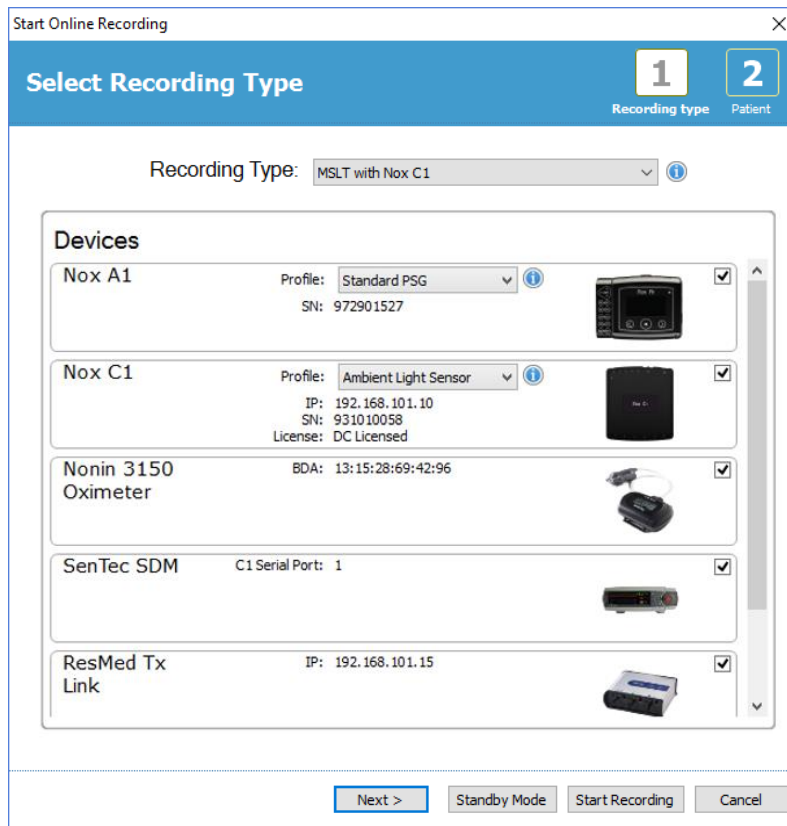 Start Online Recording
Select Recording Type
1
Recording type
2
Patient
Recording Type: MSLT with Nox C1
Devices
Nox A1
Profile: Standard PSG
SN: 972901527
Nox C1
Profile: Ambient Light Sensor
IP: 192.168.101.10
SN: 931010058
License: DC Licensed
Nonin 3150
Oximeter
BDA: 13:15:28:69:42:96
SenTec SDM
C1 Serial Port: 1
ResMed Tx
Link
IP: 192.168.101.15
Next >
Standby Mode
Start Recording
Cancel